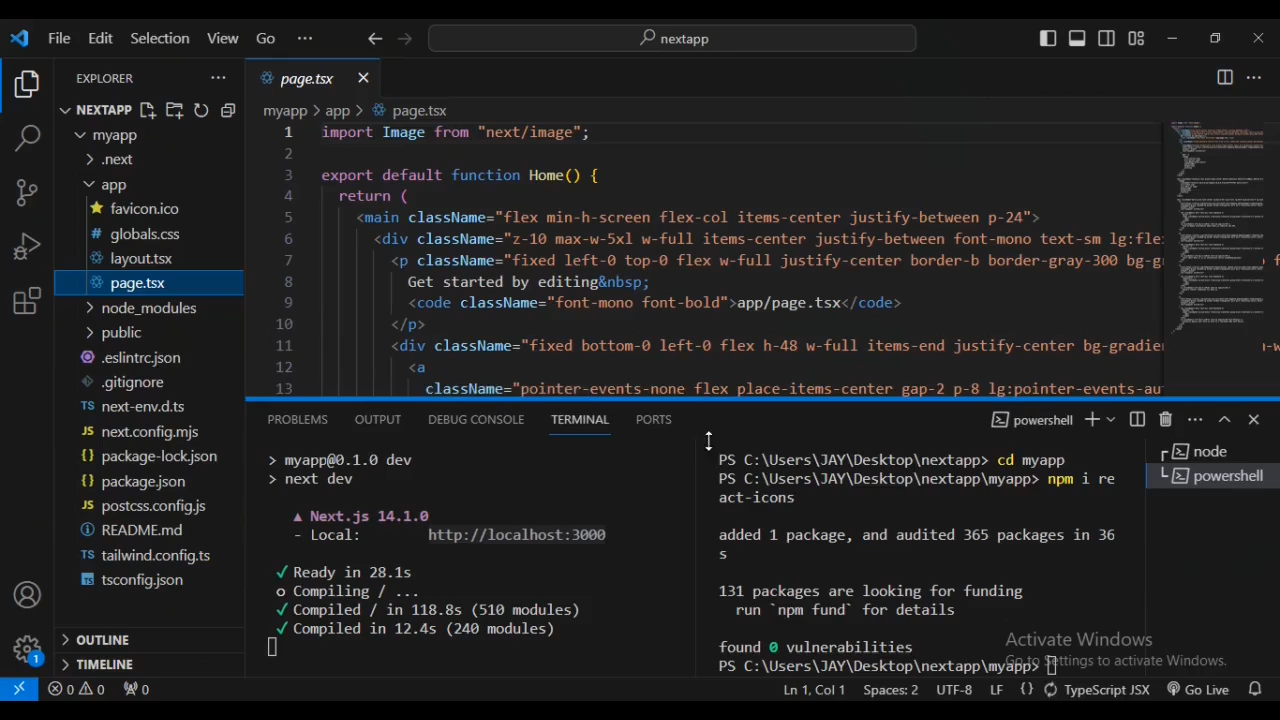 File Edit Selection View Go ··· nextapp
EXPLORER ···
NEXTAPP
myapp
.next
app
favicon.ico
# globals.css
layout.tsx
page.tsx
node_modules
public
.eslintrc.json
.gitignore
TS next-env.d.ts
JS next.config.mjs
{} package-lock.json
{} package.json
JS postcss.config.js
README.md
TS tailwind.config.ts
tsconfig.json
OUTLINE
TIMELINE
1
page.tsx
myapp > app > page.tsx
1 import Image from "next/image";
2
3 export default function Home() {
4 return (
5 <main className="flex min-h-screen flex-col items-center justify-between p-24">
6 <div className="z-10 max-w-5xl w-full items-center justify-between font-mono text-sm lg:fle
7 <p className="fixed left-0 top-0 flex w-full justify-center border-b border-gray-300 bg-g
8 Get started by editing&nbsp;
9 <code className="font-mono font-bold">app/page.tsx</code>
10 </p>
11 <div className="fixed bottom-0 left-0 flex h-48 w-full items-end justify-center bg-gradie
12 <a
13 className="pointer-events-none flex place-items-center gap-2 p-8 lg:pointer-events-au
PROBLEMS OUTPUT DEBUG CONSOLE TERMINAL PORTS powershell
> myapp@0.1.0 dev
> next dev
▲ Next.js 14.1.0
- Local: http://localhost:3000
✓ Ready in 28.1s
○ Compiling / ...
✓ Compiled / in 118.8s (510 modules)
✓ Compiled in 12.4s (240 modules)
PS C:\Users\JAY\Desktop\nextapp> cd myapp
PS C:\Users\JAY\Desktop\nextapp\myapp> npm i re
act-icons
added 1 package, and audited 365 packages in 36
s
131 packages are looking for funding
run `npm fund` for details
found 0 vulnerabilities
PS C:\Users\JAY\Desktop\nextapp\myapp>
node
powershell
Activate Windows
Go to Settings to activate Windows.
0 0 0 Ln 1, Col 1 Spaces: 2 UTF-8 LF {} TypeScript JSX Go Live